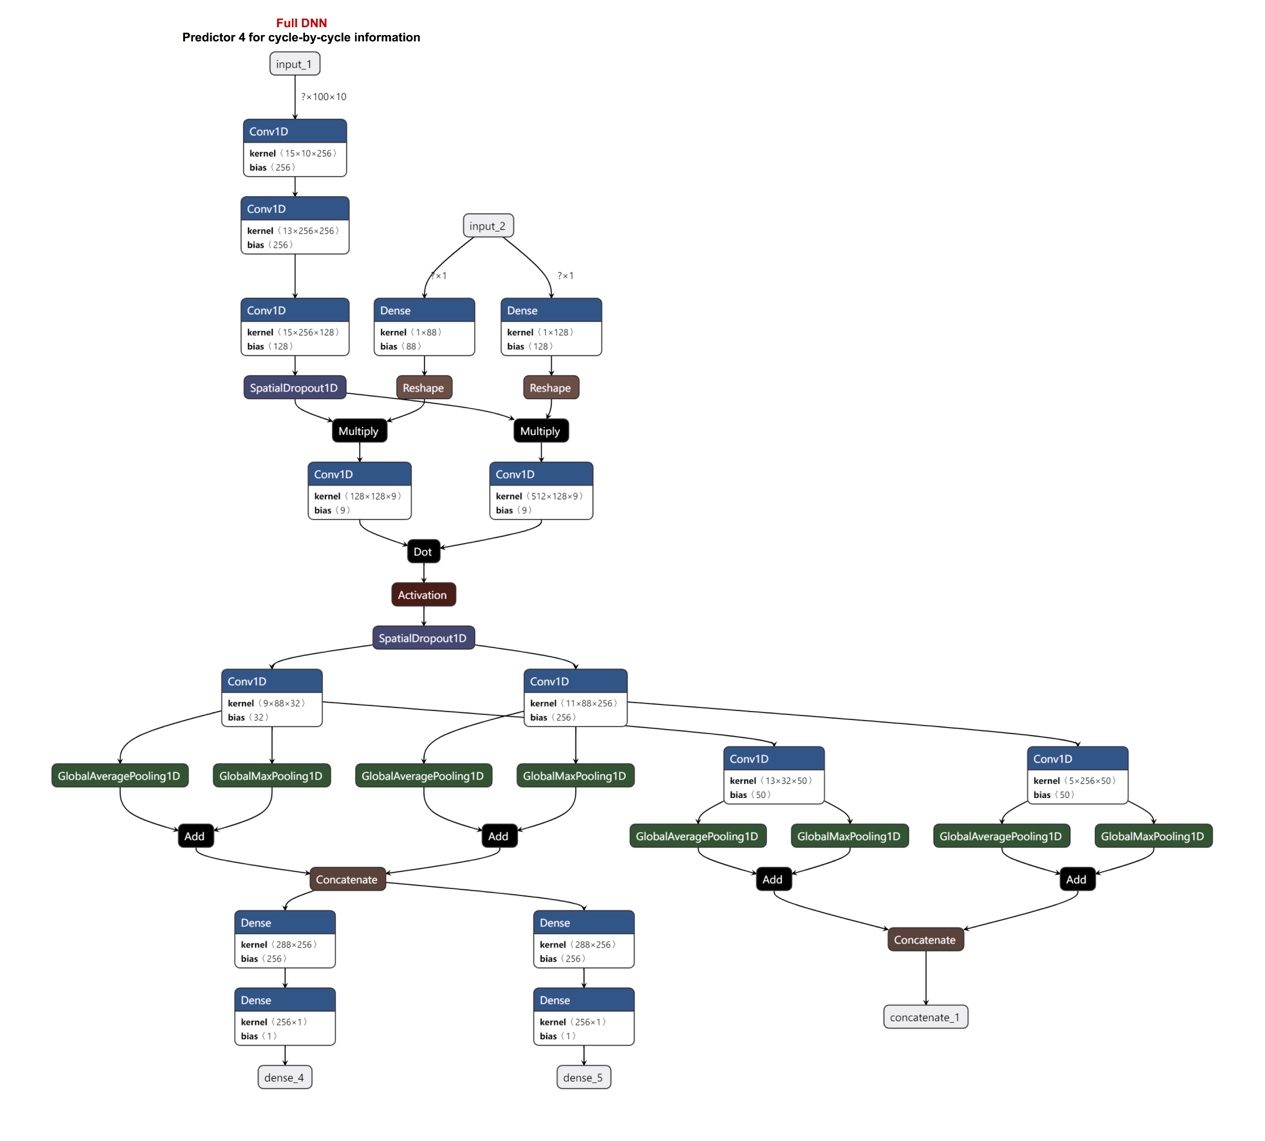 Full DNN
Predictor 4 for cycle-by-cycle information
input_1
?×100×10
Conv1D
kernel ⟨15×10×256⟩
bias ⟨256⟩
Conv1D
kernel ⟨13×256×256⟩
bias ⟨256⟩
input_2
?×1
?×1
Conv1D
kernel ⟨15×256×128⟩
bias ⟨128⟩
Dense
kernel ⟨1×88⟩
bias ⟨88⟩
Dense
kernel ⟨1×128⟩
bias ⟨128⟩
SpatialDropout1D
Reshape
Reshape
Multiply
Multiply
Conv1D
kernel ⟨128×128×9⟩
bias ⟨9⟩
Conv1D
kernel ⟨512×128×9⟩
bias ⟨9⟩
Dot
Activation
SpatialDropout1D
Conv1D
kernel ⟨9×88×32⟩
bias ⟨32⟩
Conv1D
kernel ⟨11×88×256⟩
bias ⟨256⟩
GlobalAveragePooling1D
GlobalMaxPooling1D
GlobalAveragePooling1D
GlobalMaxPooling1D
Conv1D
kernel ⟨13×32×50⟩
bias ⟨50⟩
Conv1D
kernel ⟨5×256×50⟩
bias ⟨50⟩
Add
Add
GlobalAveragePooling1D
GlobalMaxPooling1D
GlobalAveragePooling1D
GlobalMaxPooling1D
Concatenate
Add
Add
Dense
kernel ⟨288×256⟩
bias ⟨256⟩
Dense
kernel ⟨288×256⟩
bias ⟨256⟩
Concatenate
Dense
kernel ⟨256×1⟩
bias ⟨1⟩
Dense
kernel ⟨256×1⟩
bias ⟨1⟩
concatenate_1
dense_4
dense_5